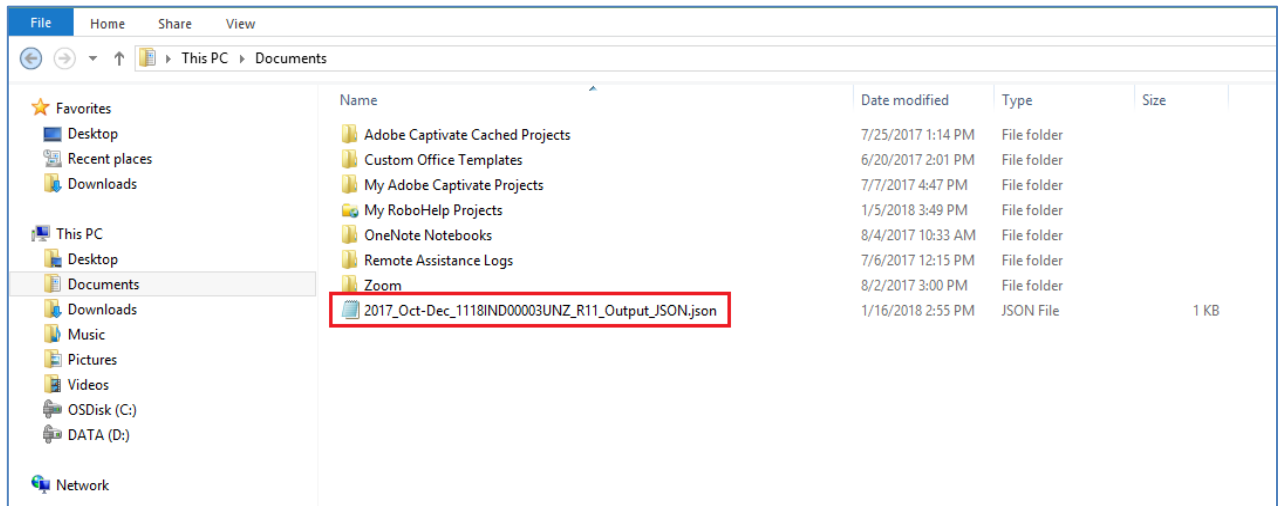 File Home Share View
This PC Documents
Name Date modified Type Size
Favorites
Desktop
Recent places
Downloads
This PC
Desktop
Documents
Downloads
Music
Pictures
Videos
OSDisk (C:)
DATA (D:)
Network
Adobe Captivate Cached Projects 7/25/2017 1:14 PM File folder
Custom Office Templates 6/20/2017 2:01 PM File folder
My Adobe Captivate Projects 7/7/2017 4:47 PM File folder
My RoboHelp Projects 1/5/2018 3:49 PM File folder
OneNote Notebooks 8/4/2017 10:33 AM File folder
Remote Assistance Logs 7/6/2017 12:15 PM File folder
Zoom 8/2/2017 3:00 PM File folder
2017_Oct-Dec_1118IND00003UNZ_R11_Output_JSON.json 1/16/2018 2:55 PM JSON File 1 KB